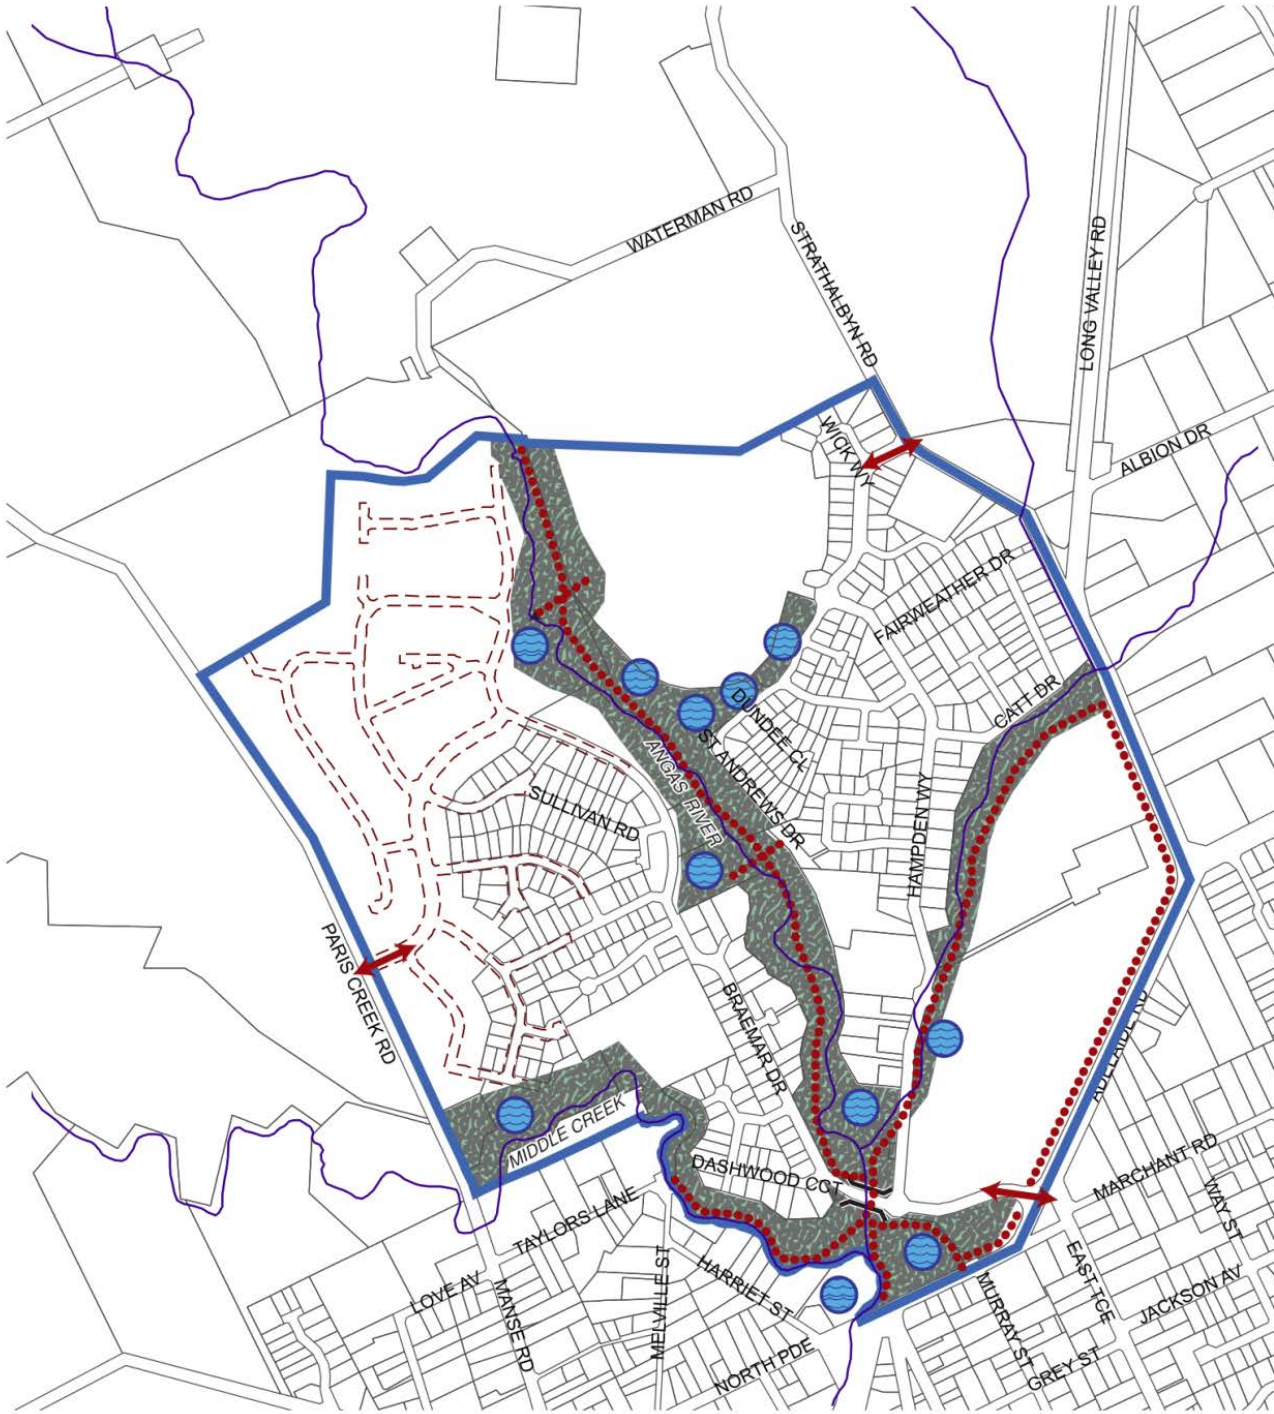 WATERMAN RD
STRATHALBYN RD
LONG VALLEY RD
WICK WY
ALBION DR
FAIRWEATHER DR
CATT DR
DUNDEE CL
ST ANDREWS DR
ANGAS RIVER
SULLIVAN RD
HAMPDEN WY
PARIS CREEK RD
BRAEMAR DR
ADELAIDE RD
MIDDLE CREEK
DASHWOOD CCT
MARCHANT RD
TAYLORS LANE
WAY ST
LOVE AV
MANSE RD
MELVILLE ST
HARRIET ST
NORTH PDE
MURRAY ST
EAST TCE
JACKSON AV
GREY ST